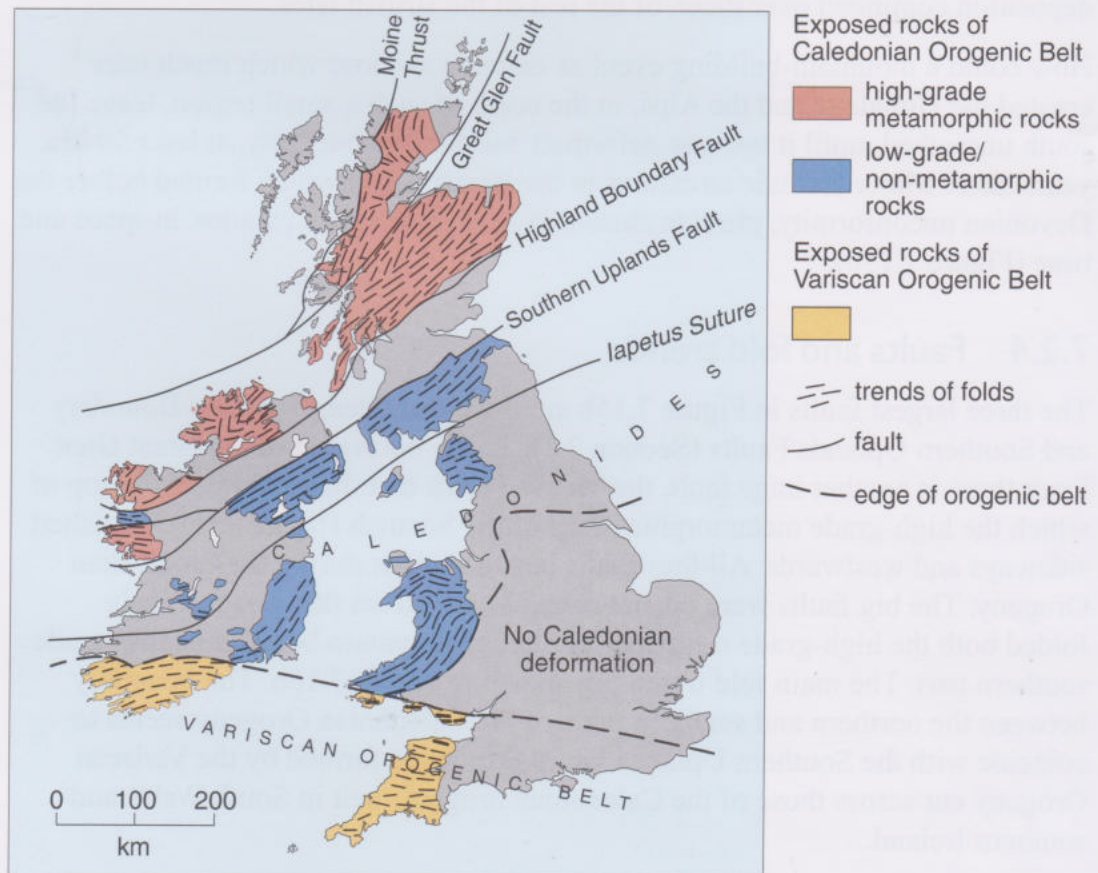 Moine
Thrust
Great Glen Fault
Highland Boundary Fault
Southern Uplands Fault
Iapetus Suture
CALEDONIDES
No Caledonian
deformation
VARISCAN OROGENIC BELT
0 100 200
km
Exposed rocks of
Caledonian Orogenic Belt
high-grade
metamorphic rocks
low-grade/
non-metamorphic
rocks
Exposed rocks of
Variscan Orogenic Belt
trends of folds
fault
edge of orogenic belt